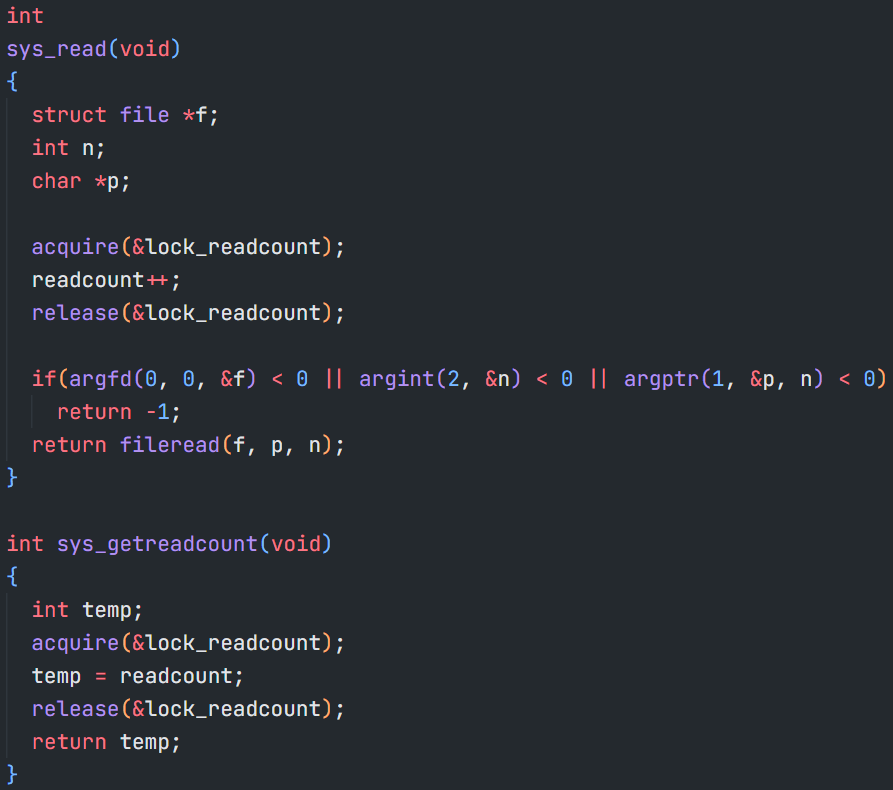 int
sys_read(void)
{
  struct file *f;
  int n;
  char *p;

  acquire(&lock_readcount);
  readcount++;
  release(&lock_readcount);

  if(argfd(0, 0, &f) < 0 || argint(2, &n) < 0 || argptr(1, &p, n) < 0)
    return -1;
  return fileread(f, p, n);
}

int sys_getreadcount(void)
{
  int temp;
  acquire(&lock_readcount);
  temp = readcount;
  release(&lock_readcount);
  return temp;
}